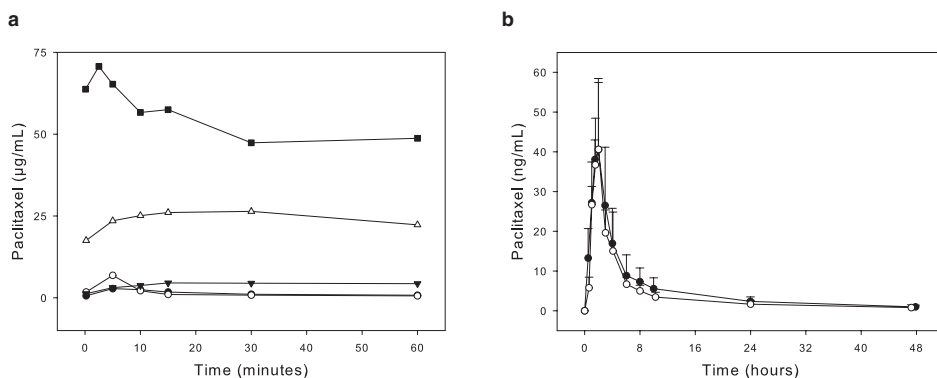 a
b
75
50
25
0
Paclitaxel (µg/mL)
0 10 20 30 40 50 60
Time (minutes)
60
50
40
30
20
10
0
Paclitaxel (ng/mL)
0 8 16 24 32 40 48
Time (hours)